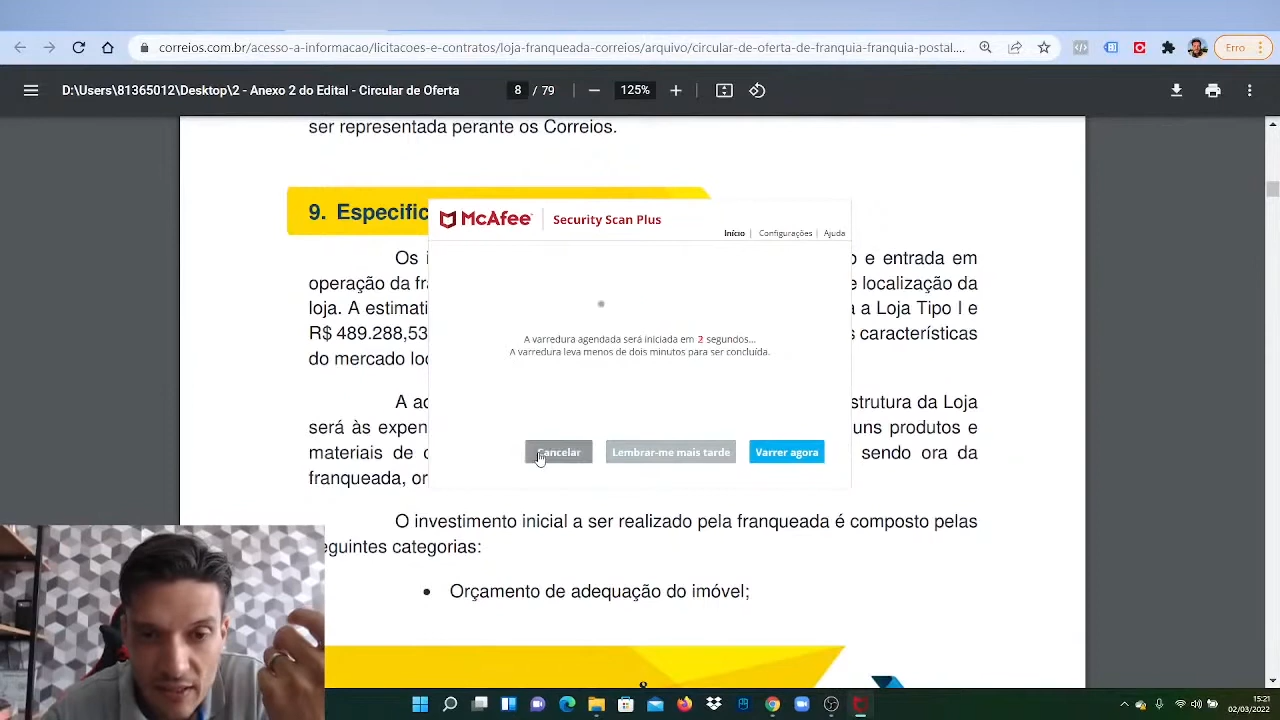 correios.com.br/acesso-a-informacao/licitacoes-e-contratos/loja-franqueada-correios/arquivo/circular-de-oferta-de-franquia-franquia-postal....
Erro
D:\Users\81365012\Desktop\2 - Anexo 2 do Edital - Circular de Oferta
8 / 79
125%
ser representada perante os Correios.
9. Especific
McAfee Security Scan Plus
Início | Configurações | Ajuda
Os i
o e entrada em
operação da fr
e localização da
loja. A estimati
a a Loja Tipo I e
R$ 489.288,53
s características
do mercado loc
A varredura agendada será iniciada em 2 segundos...
A varredura leva menos de dois minutos para ser concluída.
A ac
strutura da Loja
será às expen
uns produtos e
materiais de c
sendo ora da
franqueada, or
Cancelar
Lembrar-me mais tarde
Varrer agora
O investimento inicial a ser realizado pela franqueada é composto pelas
eguintes categorias:
• Orçamento de adequação do imóvel;
8
15:21
02/03/2022